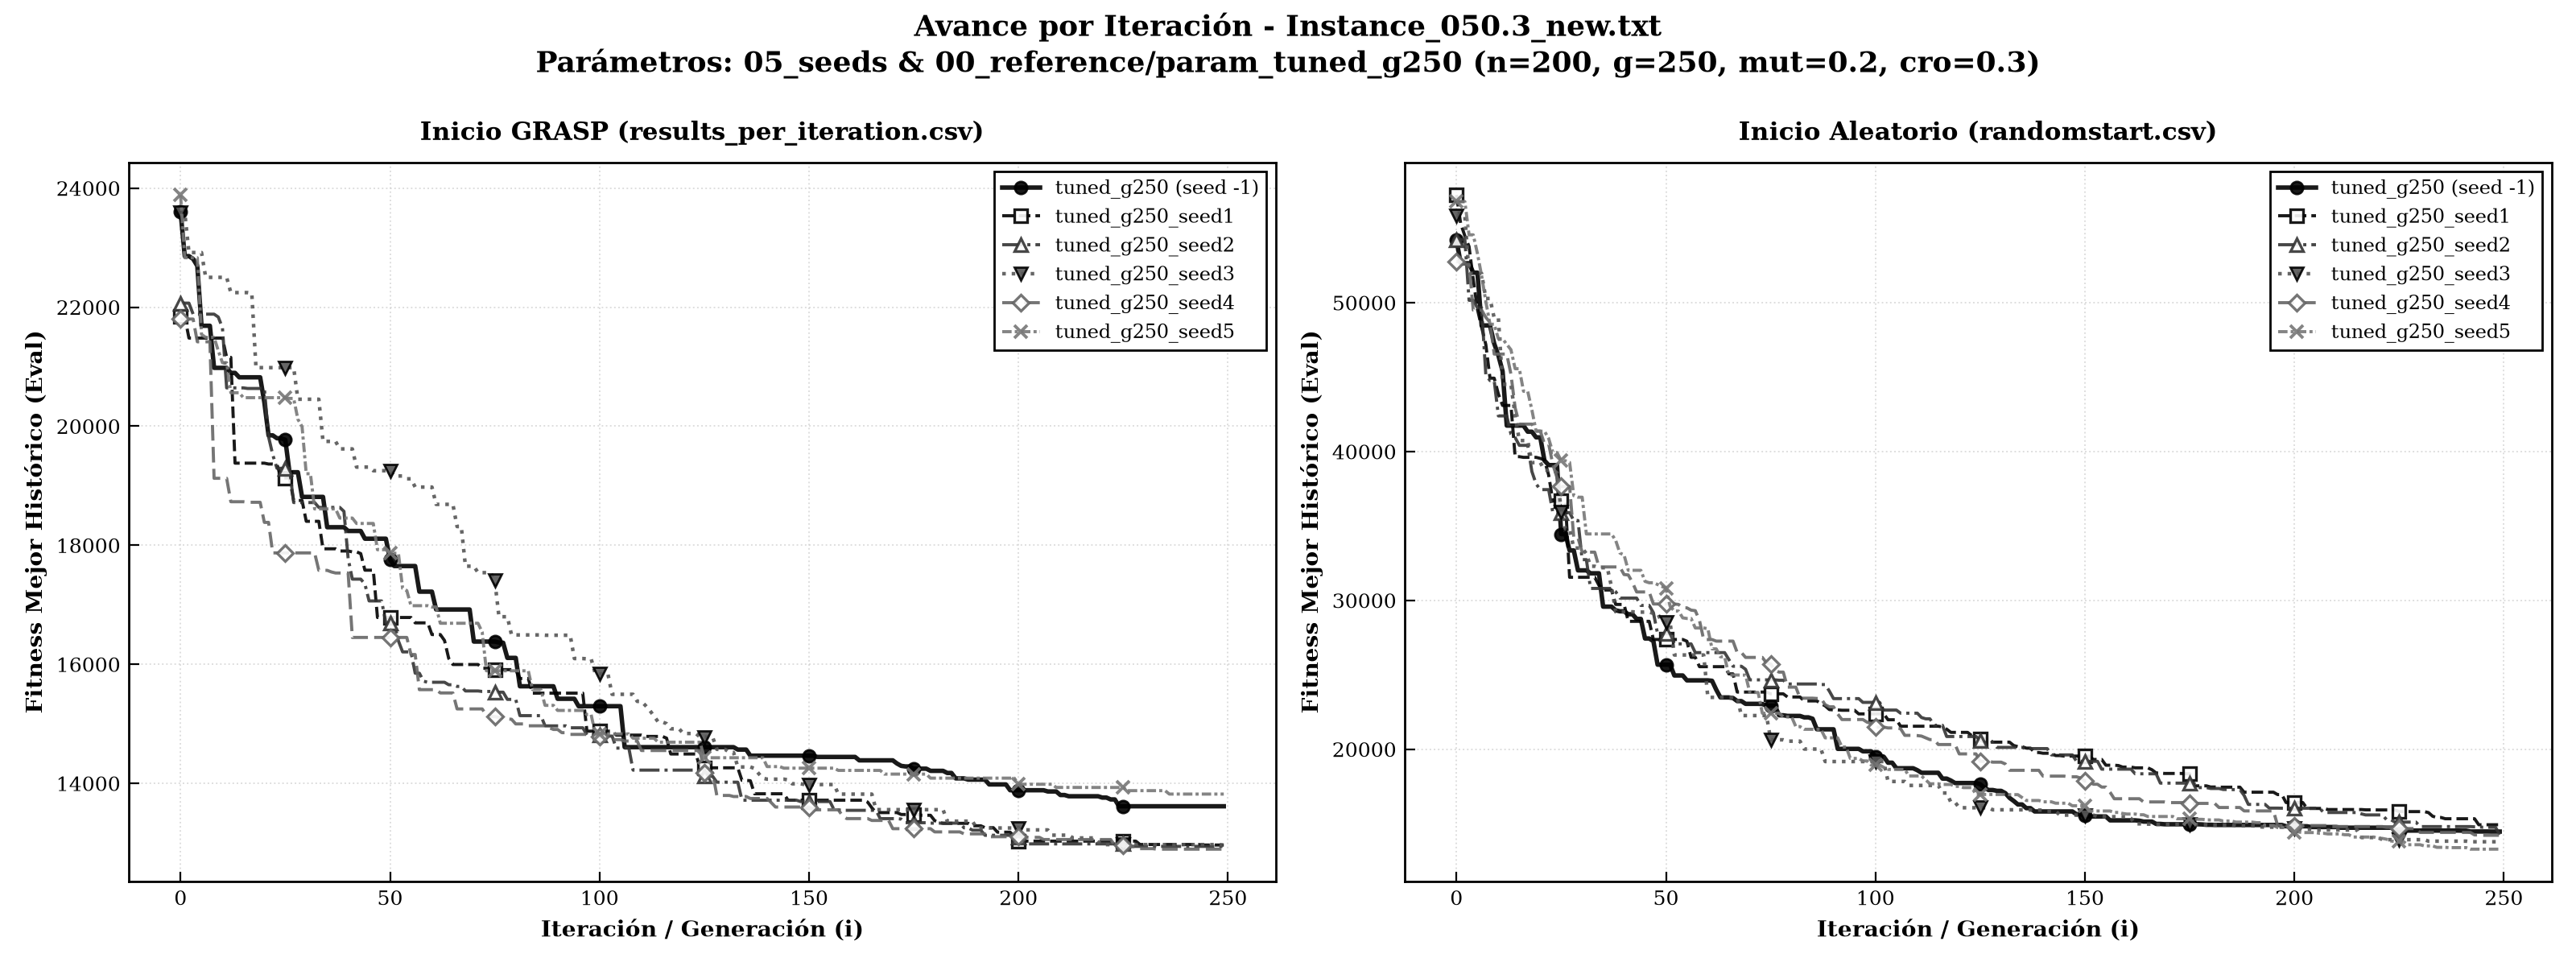 Avance por Iteración - Instance_050.3_new.txt
Parámetros: 05_seeds & 00_reference/param_tuned_g250 (n=200, g=250, mut=0.2, cro=0.3)
Inicio GRASP (results_per_iteration.csv)
24000
22000
20000
18000
16000
14000
Fitness Mejor Histórico (Eval)
tuned_g250 (seed -1)
tuned_g250_seed1
tuned_g250_seed2
tuned_g250_seed3
tuned_g250_seed4
tuned_g250_seed5
0 50 100 150 200 250
Iteración / Generación (i)
Inicio Aleatorio (randomstart.csv)
50000
40000
30000
20000
Fitness Mejor Histórico (Eval)
tuned_g250 (seed -1)
tuned_g250_seed1
tuned_g250_seed2
tuned_g250_seed3
tuned_g250_seed4
tuned_g250_seed5
0 50 100 150 200 250
Iteración / Generación (i)